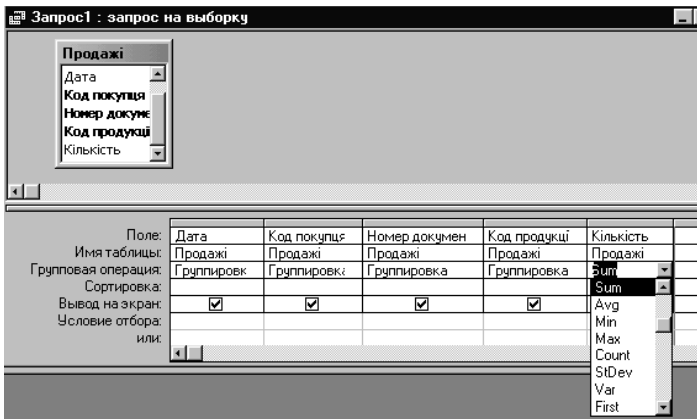 Запрос1 : запрос на выборку
Продажі
Дата
Код покупця
Номер докуме
Код продукці
Кількість
Поле: Дата Код покупця Номер докумен Код продукці Кількість
Имя таблицы: Продажі Продажі Продажі Продажі Продажі
Групповая операция: Группировк Группировка Группировка Группировка Sum
Сортировка: Sum
Вывод на экран: Avg
Условие отбора: Min
или: Max
Count
StDev
Var
First